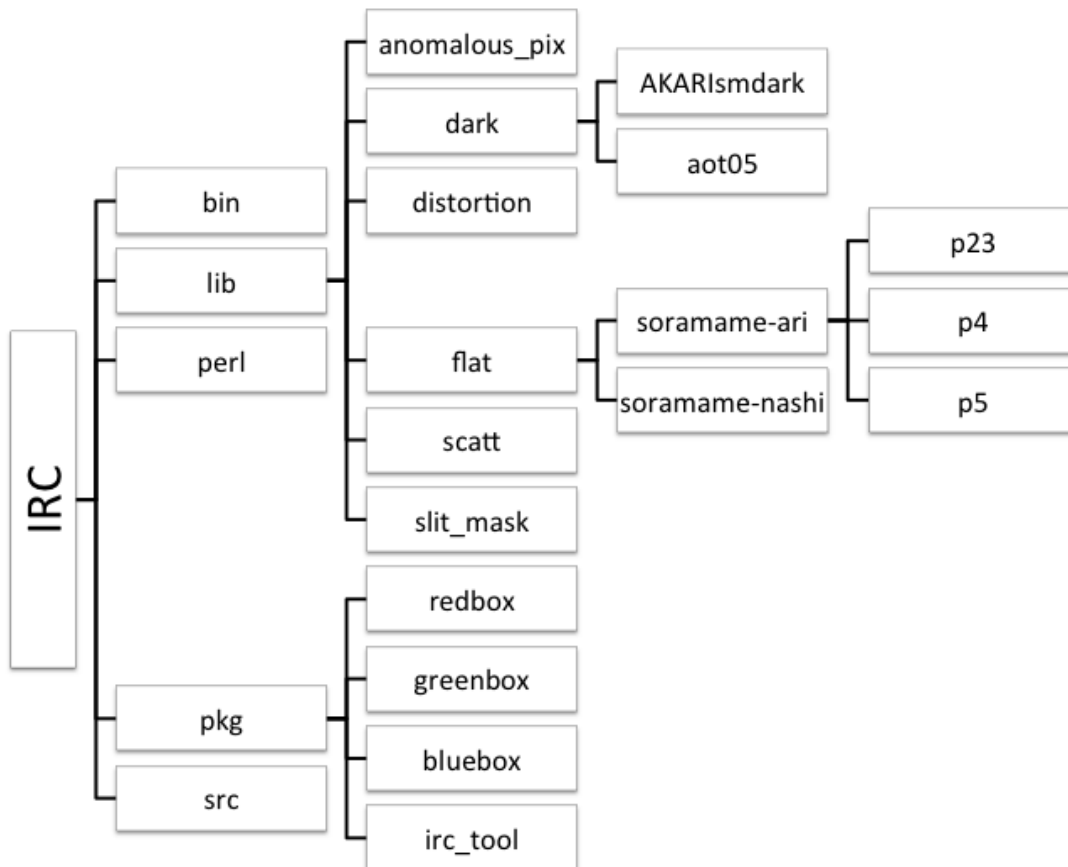 IRC
bin
lib
perl
pkg
src
anomalous_pix
dark
distortion
flat
scatt
slit_mask
redbox
greenbox
bluebox
irc_tool
AKARIsmdark
aot05
soramame-ari
soramame-nashi
p23
p4
p5